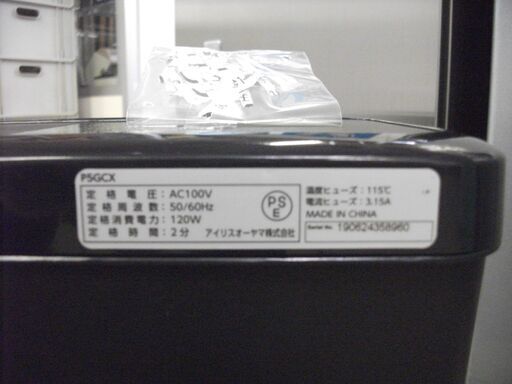 P5GCX
定格電圧: AC100V
定格周波数: 50/60Hz
定格消費電力: 120W
定格時間: 2分
アイリスオーヤマ株式会社
PS
E
温度ヒューズ: 115℃
電流ヒューズ: 3.15A
MADE IN CHINA
Serial No. 190624358960